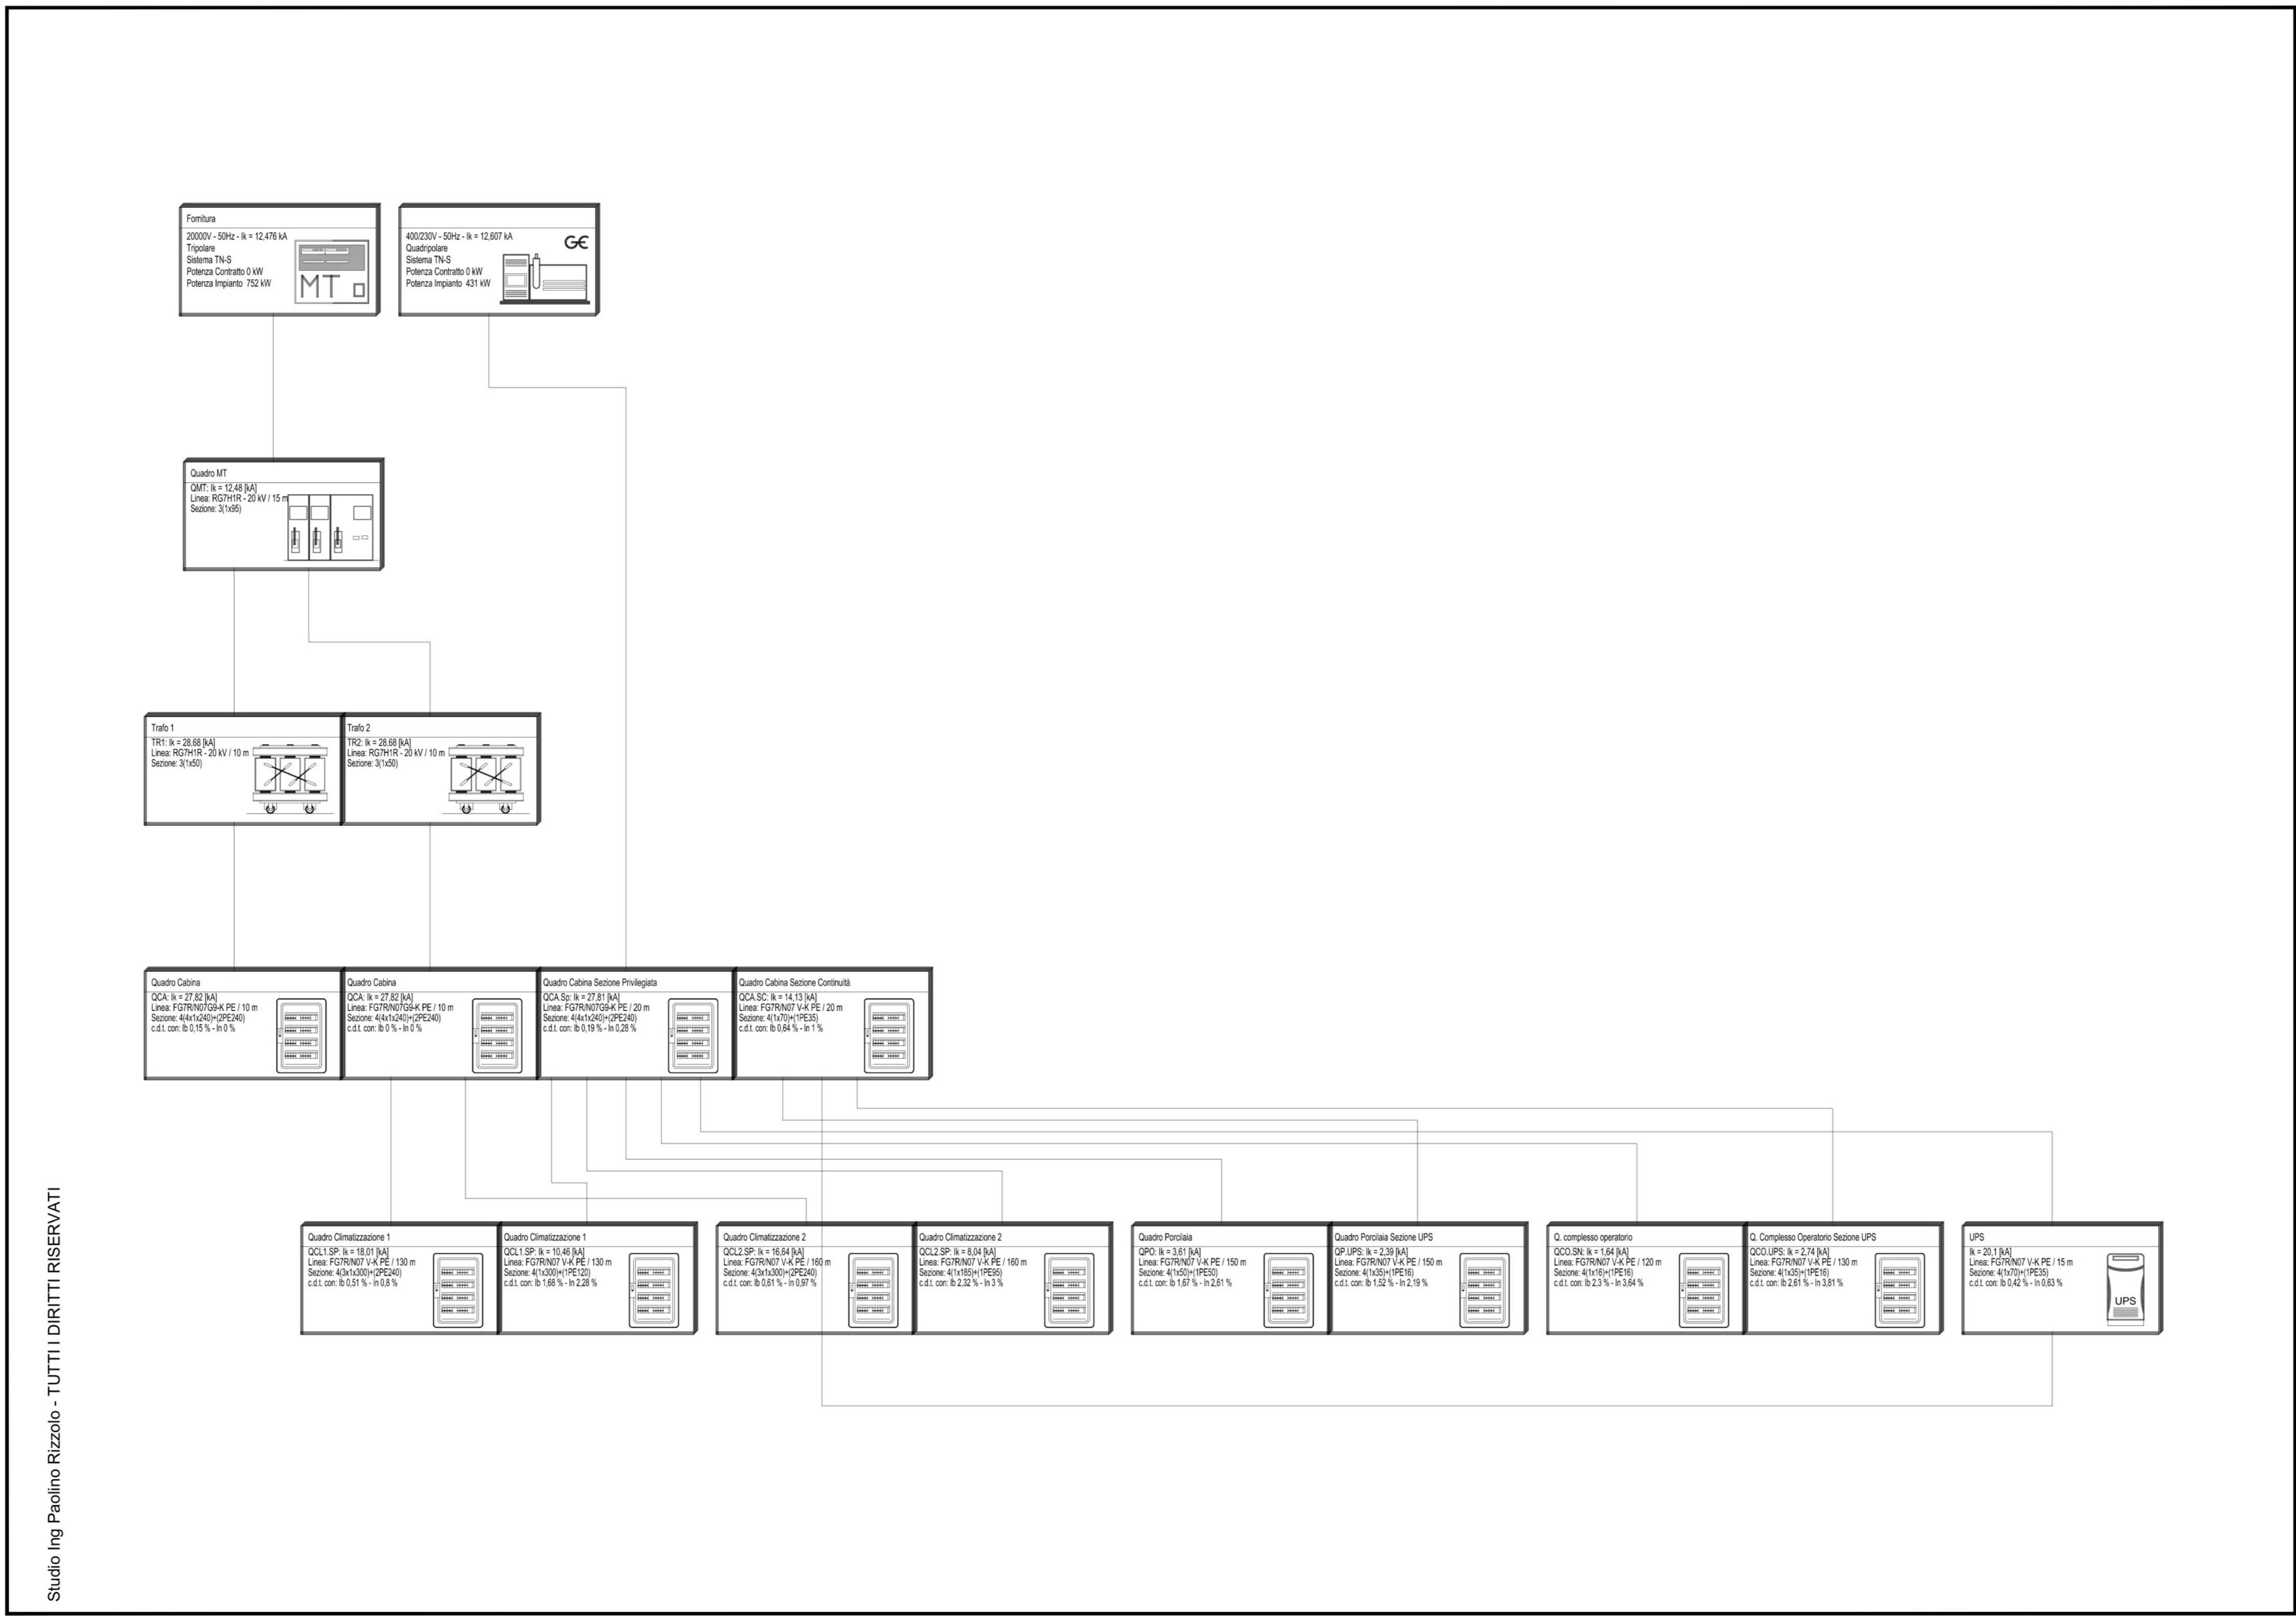 Fornitura
20000V - 50Hz - Ik = 12,476 kA
Tripolare
Sistema TN-S
Potenza Contratto 0 kW
Potenza Impianto 752 kW
MT
400/230V - 50Hz - Ik = 12,607 kA
Quadripolare
Sistema TN-S
Potenza Contratto 0 kW
Potenza Impianto 431 kW
GE
Quadro MT
QMT: Ik = 12,48 [kA]
Linea: RG7H1R - 20 kV / 15 m
Sezione: 3(1x95)
Trafo 1
TR1: Ik = 28,68 [kA]
Linea: RG7H1R - 20 kV / 10 m
Sezione: 3(1x50)
Trafo 2
TR2: Ik = 28,68 [kA]
Linea: RG7H1R - 20 kV / 10 m
Sezione: 3(1x50)
Quadro Cabina
QCA: Ik = 27,82 [kA]
Linea: FG7R/N07G9-K PE / 10 m
Sezione: 4(4x1x240)+(2PE240)
c.d.t. con: Ib 0,15 % - In 0 %
Quadro Cabina
QCA: Ik = 27,82 [kA]
Linea: FG7R/N07G9-K PE / 10 m
Sezione: 4(4x1x240)+(2PE240)
c.d.t. con: Ib 0 % - In 0 %
Quadro Cabina Sezione Privilegiata
QCA.Sp: Ik = 27,81 [kA]
Linea: FG7R/N07G9-K PE / 20 m
Sezione: 4(4x1x240)+(2PE240)
c.d.t. con: Ib 0,19 % - In 0,28 %
Quadro Cabina Sezione Continuità
QCA.SC: Ik = 14,13 [kA]
Linea: FG7R/N07 V-K PE / 20 m
Sezione: 4(1x70)+(1PE35)
c.d.t. con: Ib 0,64 % - In 1 %
Quadro Climatizzazione 1
QCL1.SP: Ik = 18,01 [kA]
Linea: FG7R/N07 V-K PE / 130 m
Sezione: 4(3x1x300)+(2PE240)
c.d.t. con: Ib 0,51 % - In 0,8 %
Quadro Climatizzazione 1
QCL1.SP: Ik = 10,46 [kA]
Linea: FG7R/N07 V-K PE / 130 m
Sezione: 4(1x300)+(1PE120)
c.d.t. con: Ib 1,68 % - In 2,28 %
Quadro Climatizzazione 2
QCL2.SP: Ik = 16,64 [kA]
Linea: FG7R/N07 V-K PE / 160 m
Sezione: 4(3x1x300)+(2PE240)
c.d.t. con: Ib 0,61 % - In 0,97 %
Quadro Climatizzazione 2
QCL2.SP: Ik = 8,04 [kA]
Linea: FG7R/N07 V-K PE / 160 m
Sezione: 4(1x185)+(1PE95)
c.d.t. con: Ib 2,32 % - In 3 %
Quadro Porcilaia
QPO: Ik = 3,61 [kA]
Linea: FG7R/N07 V-K PE / 150 m
Sezione: 4(1x50)+(1PE50)
c.d.t. con: Ib 1,67 % - In 2,61 %
Quadro Porcilaia Sezione UPS
QP.UPS: Ik = 2,39 [kA]
Linea: FG7R/N07 V-K PE / 150 m
Sezione: 4(1x35)+(1PE16)
c.d.t. con: Ib 1,52 % - In 2,19 %
Q. complesso operatorio
QCO.SN: Ik = 1,64 [kA]
Linea: FG7R/N07 V-K PE / 120 m
Sezione: 4(1x16)+(1PE16)
c.d.t. con: Ib 2,3 % - In 3,64 %
Q. Complesso Operatorio Sezione UPS
QCO.UPS: Ik = 2,74 [kA]
Linea: FG7R/N07 V-K PE / 130 m
Sezione: 4(1x35)+(1PE16)
c.d.t. con: Ib 2,61 % - In 3,81 %
UPS
Ik = 20,1 [kA]
Linea: FG7R/N07 V-K PE / 15 m
Sezione: 4(1x70)+(1PE35)
c.d.t. con: Ib 0,42 % - In 0,63 %
UPS
Studio Ing Paolino Rizzolo - TUTTI I DIRITTI RISERVATI